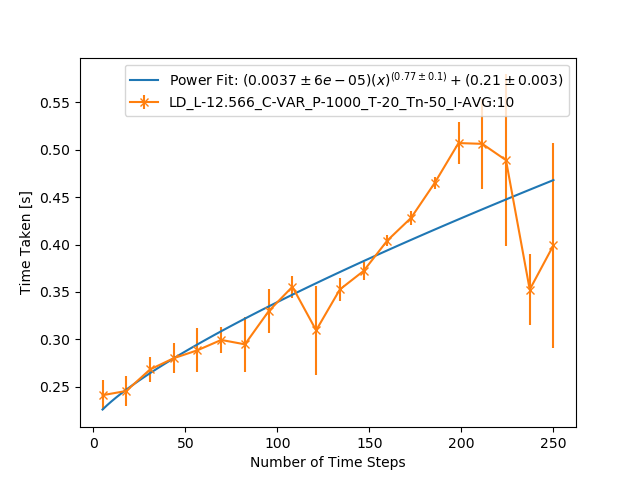 Power Fit: (0.0037 ± 6e − 05)(x)^(0.77 ± 0.1) + (0.21 ± 0.003)
LD_L-12.566_C-VAR_P-1000_T-20_Tn-50_I-AVG:10
0.55
0.50
0.45
0.40
0.35
0.30
0.25
Time Taken [s]
0 50 100 150 200 250
Number of Time Steps